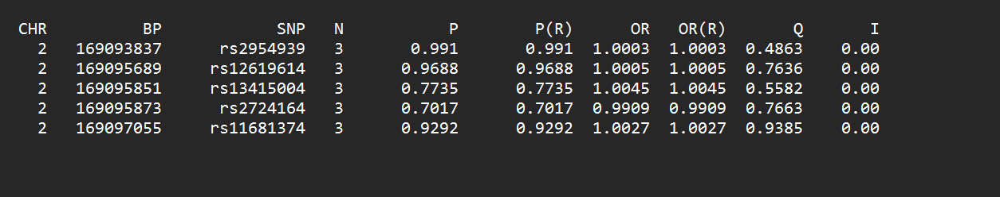 CHR BP SNP N P P(R) OR OR(R) Q I
2 169093837 rs2954939 3 0.991 0.991 1.0003 1.0003 0.4863 0.00
2 169095689 rs12619614 3 0.9688 0.9688 1.0005 1.0005 0.7636 0.00
2 169095851 rs13415004 3 0.7735 0.7735 1.0045 1.0045 0.5582 0.00
2 169095873 rs2724164 3 0.7017 0.7017 0.9909 0.9909 0.7663 0.00
2 169097055 rs11681374 3 0.9292 0.9292 1.0027 1.0027 0.9385 0.00